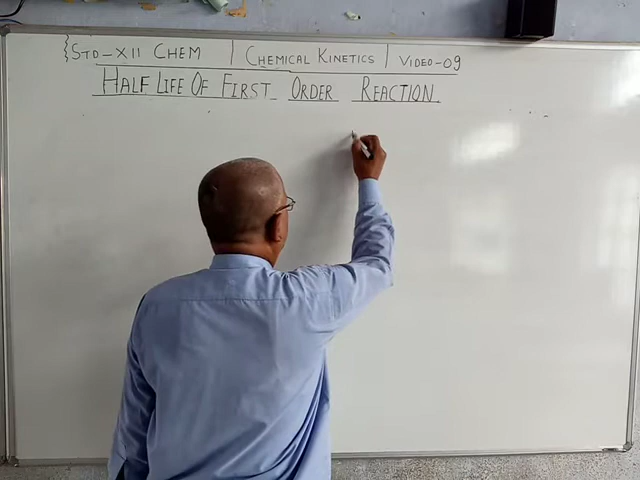 {STD-XII CHEM | CHEMICAL KINETICS | VIDEO-09
HALF LIFE OF FIRST ORDER REACTION